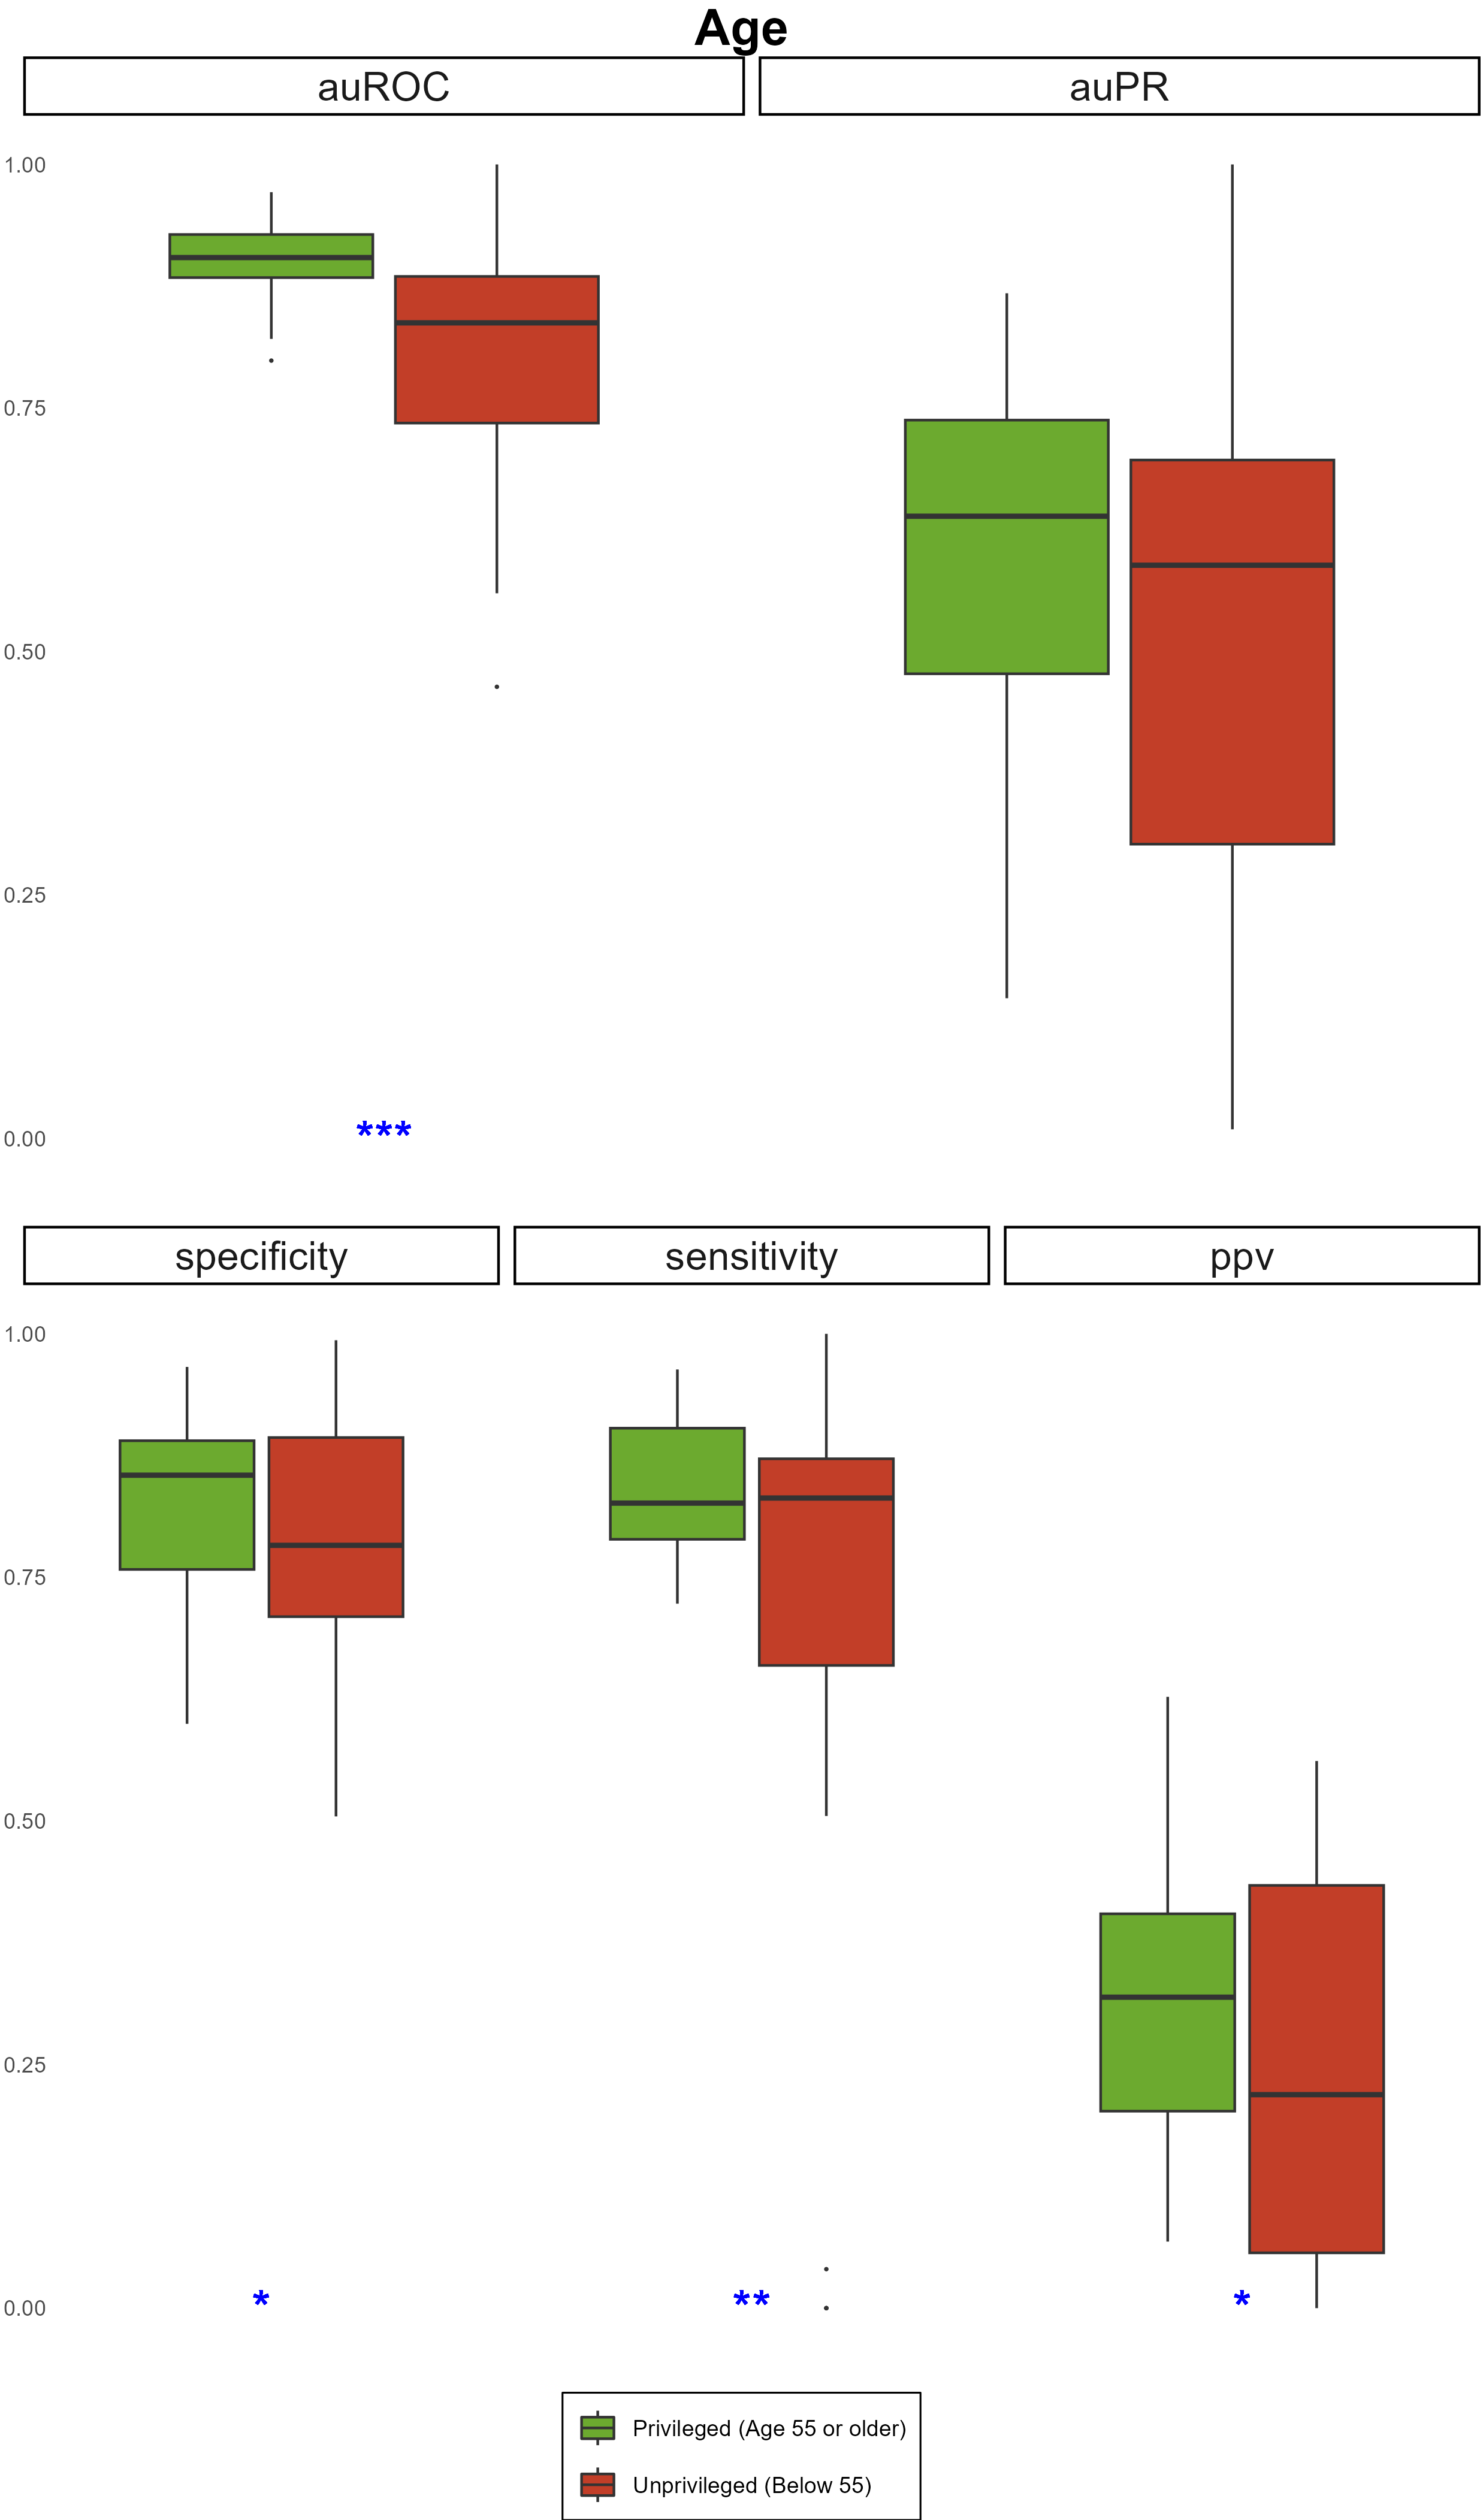 Age
auROC auPR
1.00
0.75
0.50
0.25
0.00
***
specificity sensitivity ppv
1.00
0.75
0.50
0.25
0.00
* ** *
Privileged (Age 55 or older)
Unprivileged (Below 55)